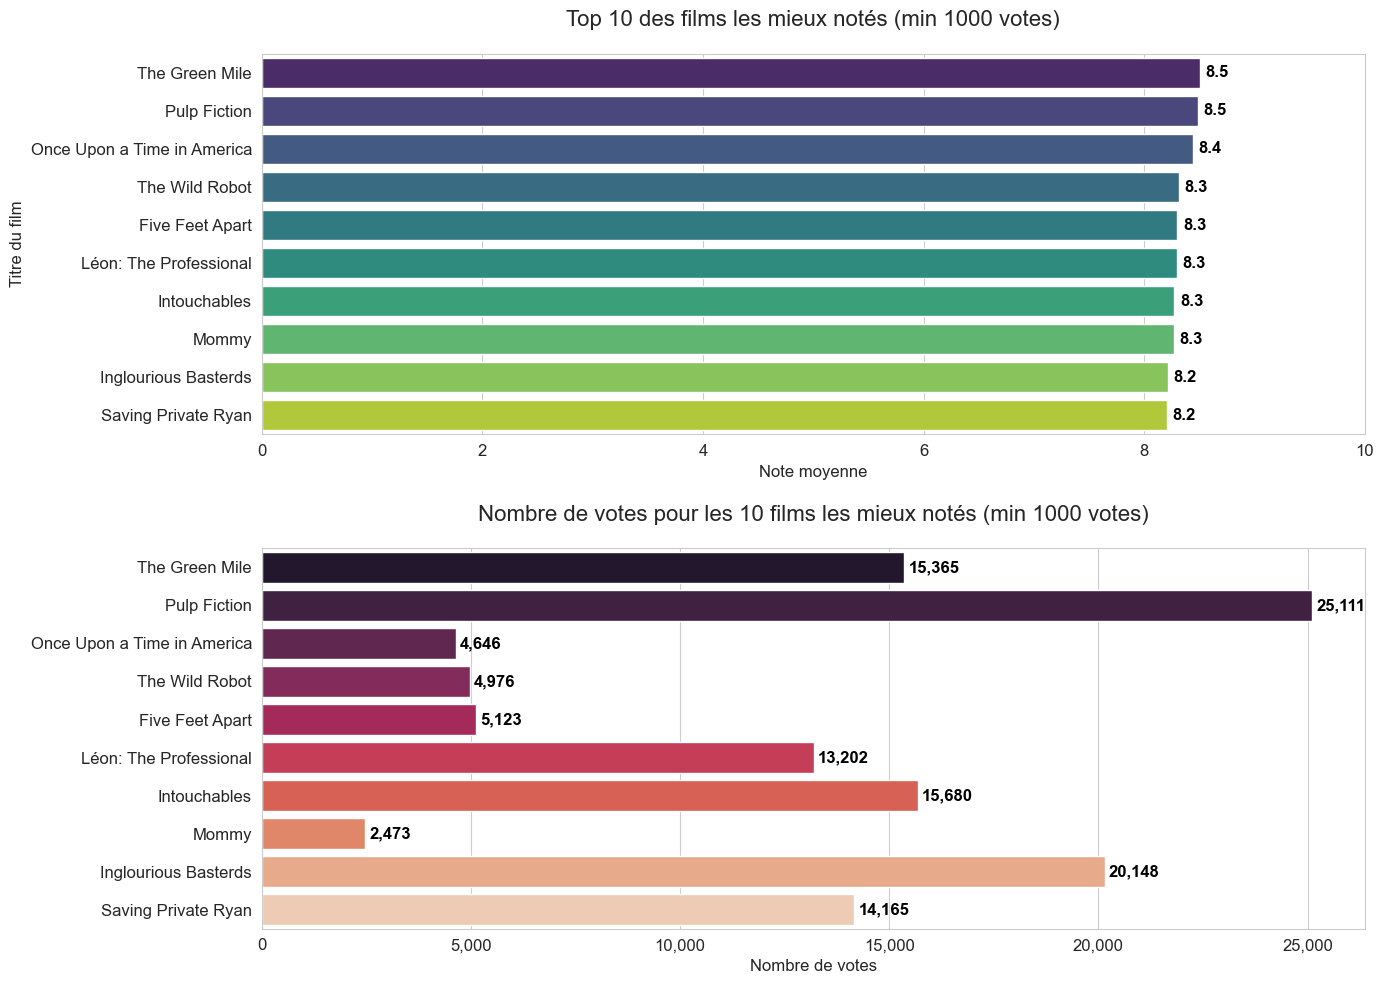 Top 10 des films les mieux notés (min 1000 votes)
Titre du film
The Green Mile 8.5
Pulp Fiction 8.5
Once Upon a Time in America 8.4
The Wild Robot 8.3
Five Feet Apart 8.3
Léon: The Professional 8.3
Intouchables 8.3
Mommy 8.3
Inglourious Basterds 8.2
Saving Private Ryan 8.2
0 2 4 6 8 10
Note moyenne
Nombre de votes pour les 10 films les mieux notés (min 1000 votes)
The Green Mile 15,365
Pulp Fiction 25,111
Once Upon a Time in America 4,646
The Wild Robot 4,976
Five Feet Apart 5,123
Léon: The Professional 13,202
Intouchables 15,680
Mommy 2,473
Inglourious Basterds 20,148
Saving Private Ryan 14,165
0 5,000 10,000 15,000 20,000 25,000
Nombre de votes